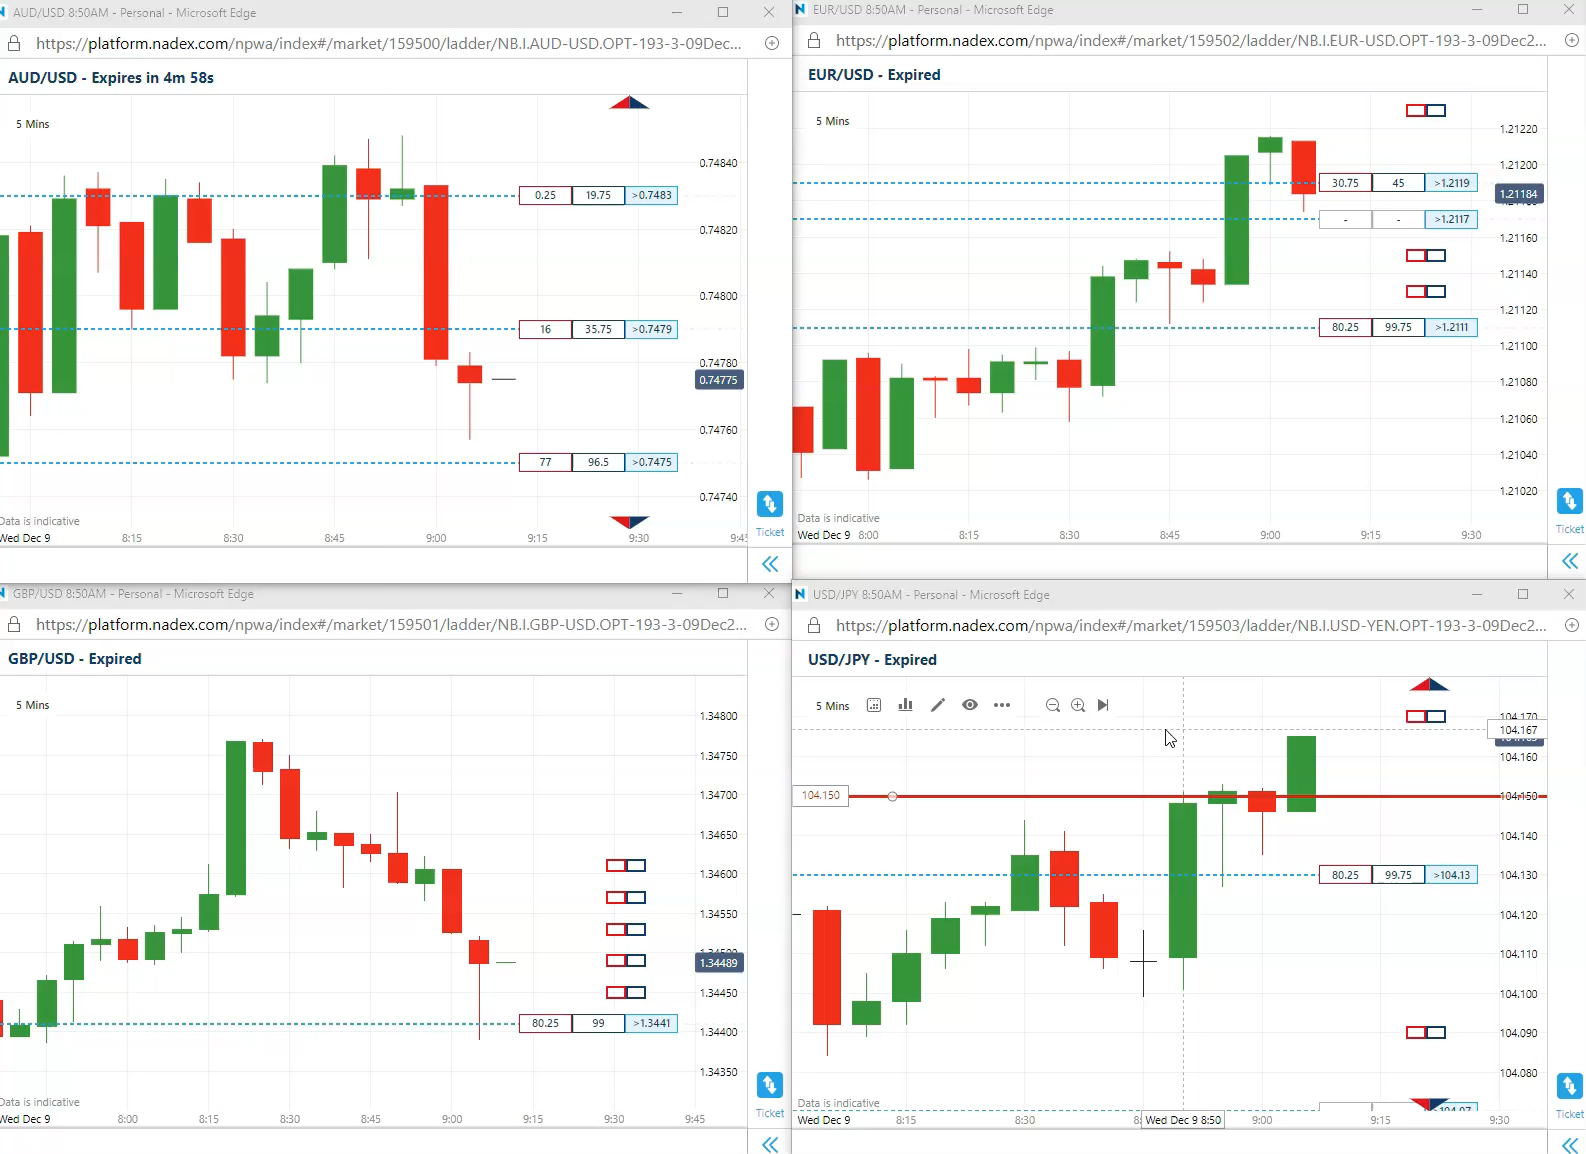 AUD/USD 8:50AM - Personal - Microsoft Edge
https://platform.nadex.com/npwa/index#/market/159500/ladder/NB.I.AUD-USD.OPT-193-3-09Dec...
AUD/USD - Expires in 4m 58s
5 Mins
0.74840
0.25 19.75 >0.7483
0.74820
0.74800
16 35.75 >0.7479
0.74780
0.74775
0.74760
77 96.5 >0.7475
0.74740
Data is indicative
Wed Dec 9 8:15 8:30 8:45 9:00 9:15 9:30
Ticket
EUR/USD 8:50AM - Personal - Microsoft Edge
https://platform.nadex.com/npwa/index#/market/159502/ladder/NB.I.EUR-USD.OPT-193-3-09Dec2...
EUR/USD - Expired
5 Mins
1.21220
1.21200
30.75 45 >1.2119
1.21184
- - >1.2117
1.21160
1.21140
1.21120
80.25 99.75 >1.2111
1.21100
1.21080
1.21060
1.21040
1.21020
Data is indicative
Wed Dec 9 8:00 8:15 8:30 8:45 9:00 9:15 9:30
Ticket
GBP/USD 8:50AM - Personal - Microsoft Edge
https://platform.nadex.com/npwa/index#/market/159501/ladder/NB.I.GBP-USD.OPT-193-3-09Dec2...
GBP/USD - Expired
5 Mins
1.34800
1.34750
1.34700
1.34650
1.34600
1.34550
1.34489
1.34450
80.25 99 >1.3441
1.34400
1.34350
Data is indicative
Wed Dec 9 8:00 8:15 8:30 8:45 9:00 9:15 9:30 9:45
Ticket
USD/JPY 8:50AM - Personal - Microsoft Edge
https://platform.nadex.com/npwa/index#/market/159503/ladder/NB.I.USD-YEN.OPT-193-3-09Dec2...
USD/JPY - Expired
5 Mins
104.170
104.167
104.160
104.150 104.150
104.140
80.25 99.75 >104.13
104.130
104.120
104.110
104.100
104.090
104.080
Data is indicative
Wed Dec 9 8:15 8:30 Wed Dec 9 8:50 9:00 9:15 9:30
Ticket